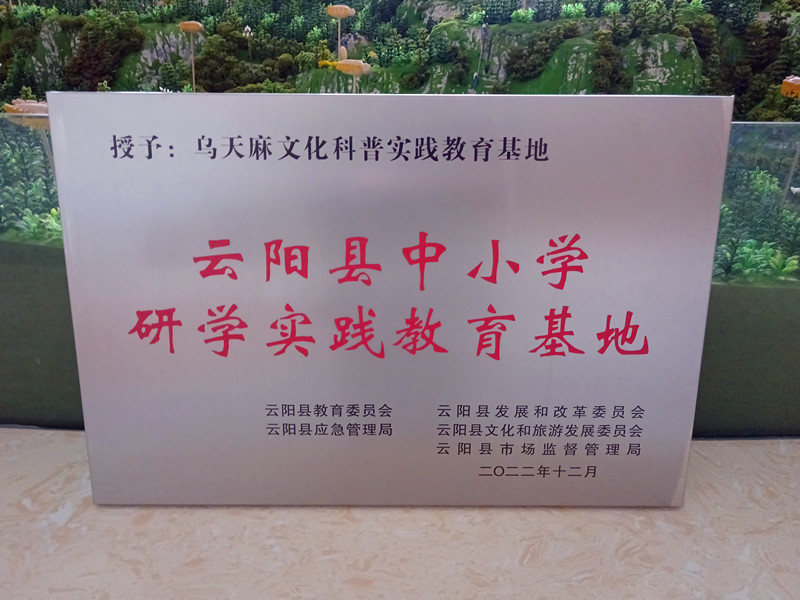 授予：乌天麻文化科普实践教育基地
云阳县中小学
研学实践教育基地
云阳县教育委员会 云阳县发展和改革委员会
云阳县应急管理局 云阳县文化和旅游发展委员会
云阳县市场监督管理局
二〇二二年十二月